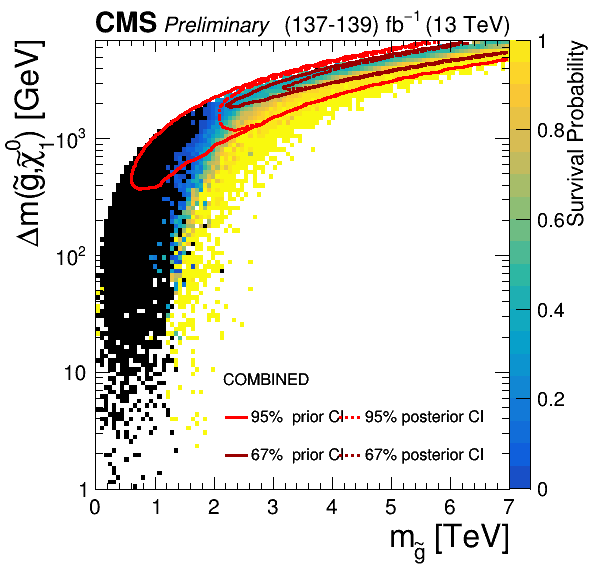 CMS Preliminary (137-139) fb⁻¹ (13 TeV)
Δm(g̃,χ̃⁰₁) [GeV]
10³
10²
10
1
0 1 2 3 4 5 6 7
m_g̃ [TeV]
COMBINED
95% prior CI 95% posterior CI
67% prior CI 67% posterior CI
1
0.8
0.6
0.4
0.2
0
Survival Probability